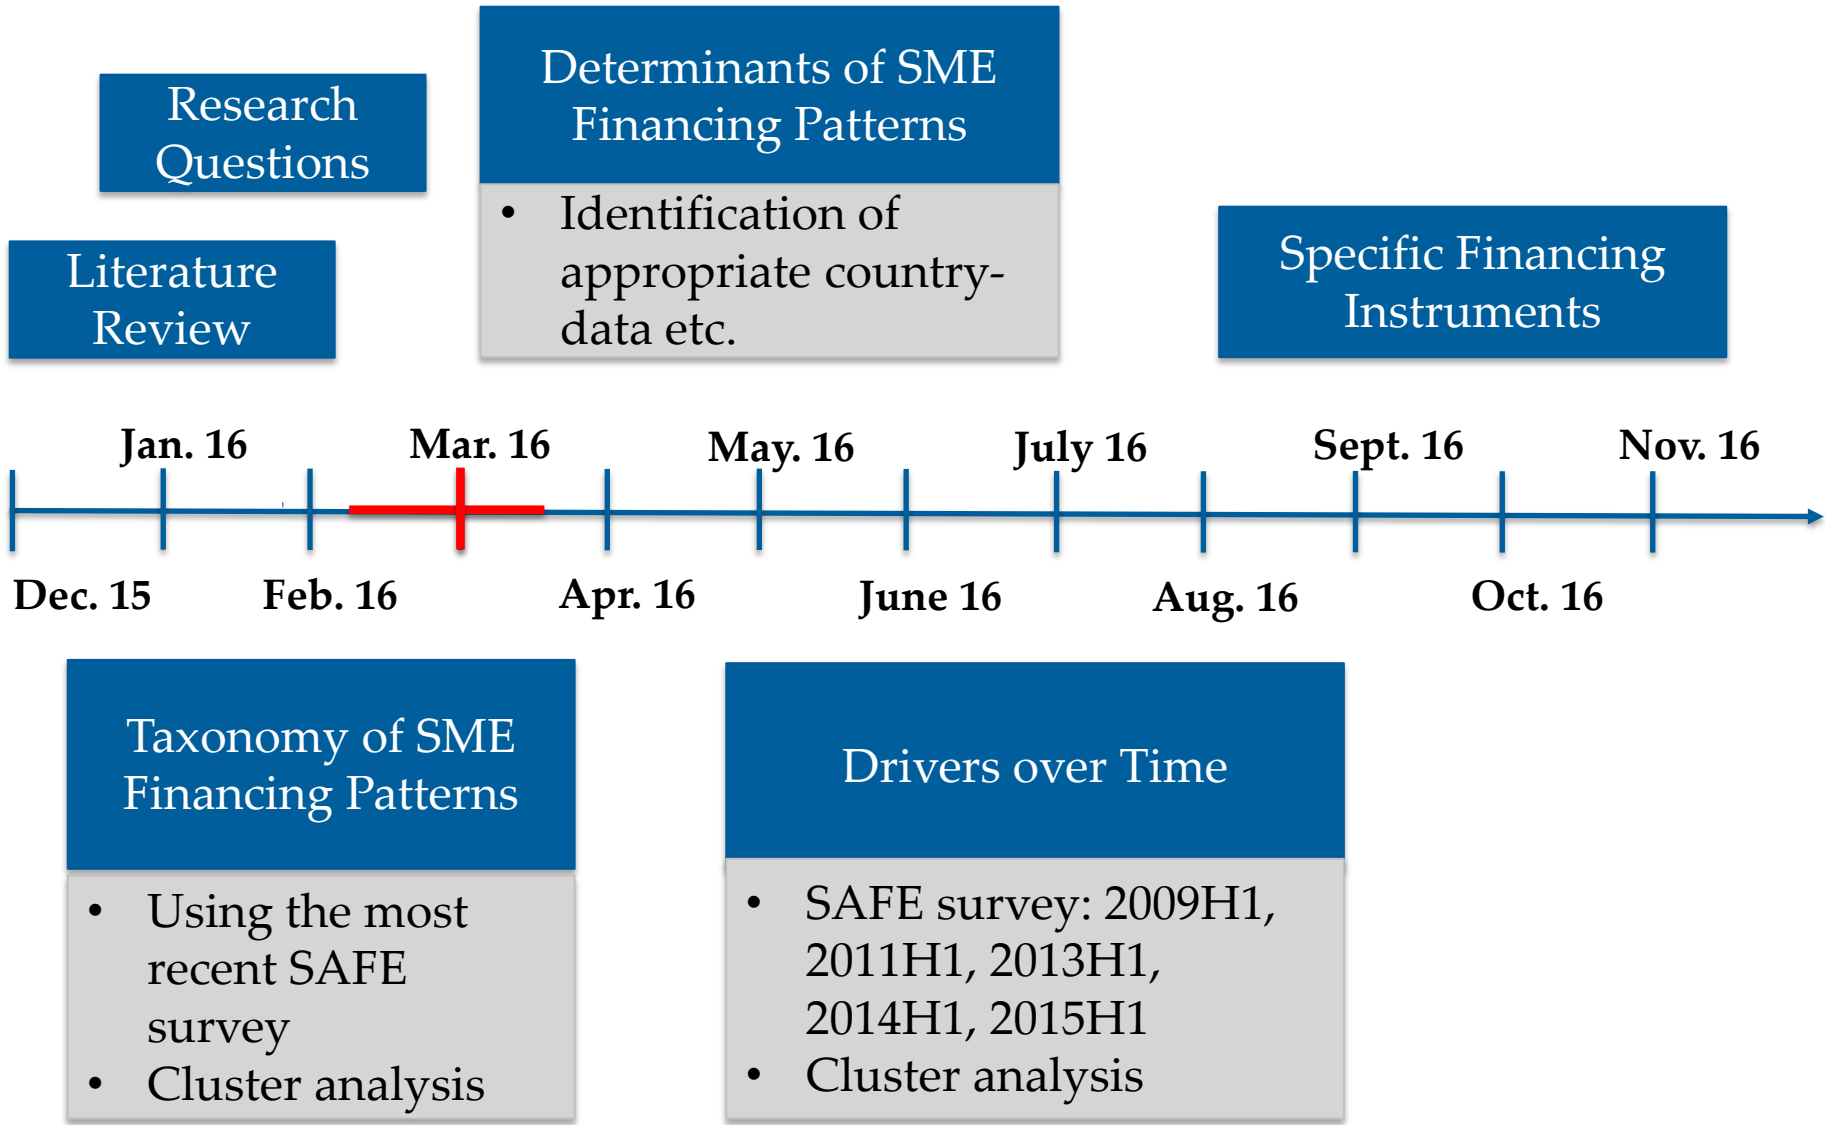 Research
Questions
Literature
Review
Determinants of SME
Financing Patterns
• Identification of
appropriate country-
data etc.
Specific Financing
Instruments
Jan. 16
Mar. 16
May. 16
July 16
Sept. 16
Nov. 16
Dec. 15
Feb. 16
Apr. 16
June 16
Aug. 16
Oct. 16
Taxonomy of SME
Financing Patterns
• Using the most
recent SAFE
survey
• Cluster analysis
Drivers over Time
• SAFE survey: 2009H1,
2011H1, 2013H1,
2014H1, 2015H1
• Cluster analysis